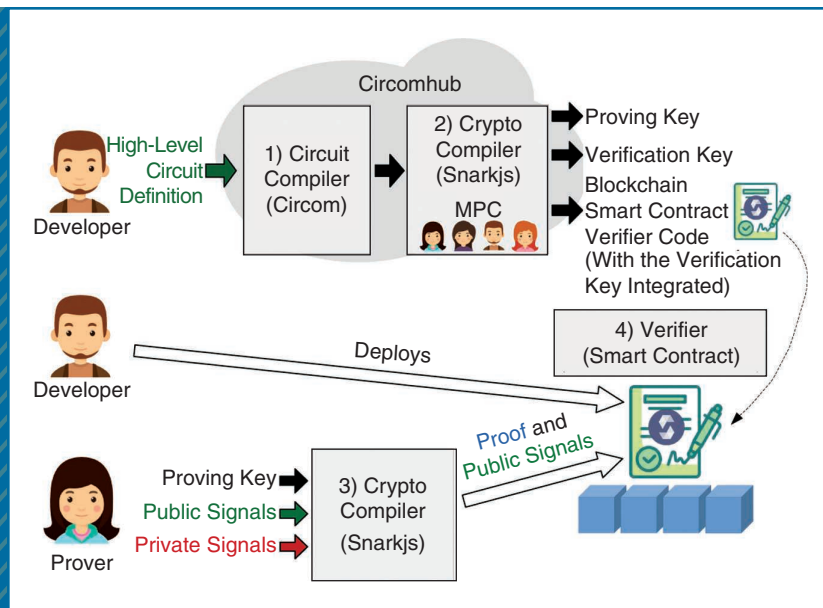 Circomhub
High-Level
Circuit
Definition
Developer
1) Circuit
Compiler
(Circom)
2) Crypto
Compiler
(Snarkjs)
MPC
Proving Key
Verification Key
Blockchain
Smart Contract
Verifier Code
(With the Verification
Key Integrated)
Developer
Deploys
4) Verifier
(Smart Contract)
Proof and
Public Signals
Proving Key
Public Signals
Private Signals
Prover
3) Crypto
Compiler
(Snarkjs)